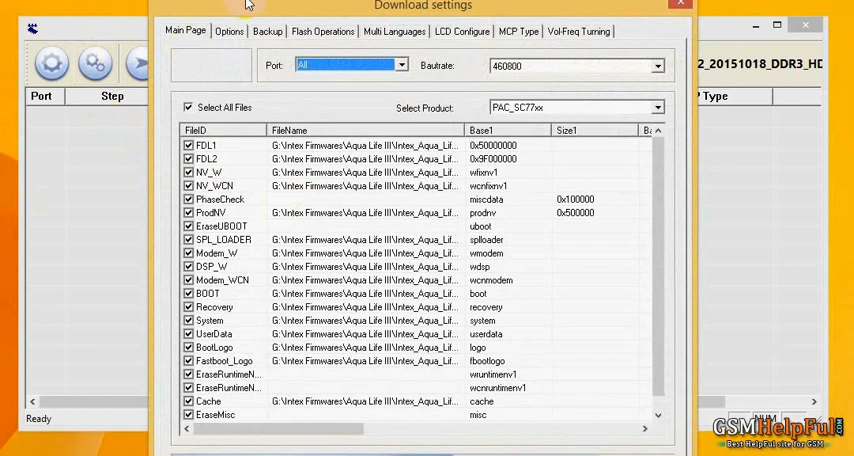 Download settings
Main Page Options Backup Flash Operations Multi Languages LCD Configure MCP Type Vol-Freq Turning
Port: All Bautrate: 460800
2_20151018_DDR3_HD
Port Step
Type
Select All Files Select Product: PAC_SC77xx
FileID FileName Base1 Size1
FDL1 G:\Intex Firmwares\Aqua Life III\Intex_Aqua_Lif... 0x50000000
FDL2 G:\Intex Firmwares\Aqua Life III\Intex_Aqua_Lif... 0x9F000000
NV_W G:\Intex Firmwares\Aqua Life III\Intex_Aqua_Lif... wfixnv1
NV_WCN G:\Intex Firmwares\Aqua Life III\Intex_Aqua_Lif... wcnfixnv1
PhaseCheck miscdata 0x100000
ProdNV G:\Intex Firmwares\Aqua Life III\Intex_Aqua_Lif... prodnv 0x500000
EraseUBOOT uboot
SPL_LOADER G:\Intex Firmwares\Aqua Life III\Intex_Aqua_Lif... splloader
Modem_W G:\Intex Firmwares\Aqua Life III\Intex_Aqua_Lif... wmodem
DSP_W G:\Intex Firmwares\Aqua Life III\Intex_Aqua_Lif... wdsp
Modem_WCN G:\Intex Firmwares\Aqua Life III\Intex_Aqua_Lif... wcnmodem
BOOT G:\Intex Firmwares\Aqua Life III\Intex_Aqua_Lif... boot
Recovery G:\Intex Firmwares\Aqua Life III\Intex_Aqua_Lif... recovery
System G:\Intex Firmwares\Aqua Life III\Intex_Aqua_Lif... system
UserData G:\Intex Firmwares\Aqua Life III\Intex_Aqua_Lif... userdata
BootLogo G:\Intex Firmwares\Aqua Life III\Intex_Aqua_Lif... logo
Fastboot_Logo G:\Intex Firmwares\Aqua Life III\Intex_Aqua_Lif... fbootlogo
EraseRuntimeN... wruntimenv1
EraseRuntimeN... wcnruntimenv1
Cache G:\Intex Firmwares\Aqua Life III\Intex_Aqua_Lif... cache
EraseMisc misc
Ready
NUM
GSMHelpFul.COM
Best HelpFul site for GSM